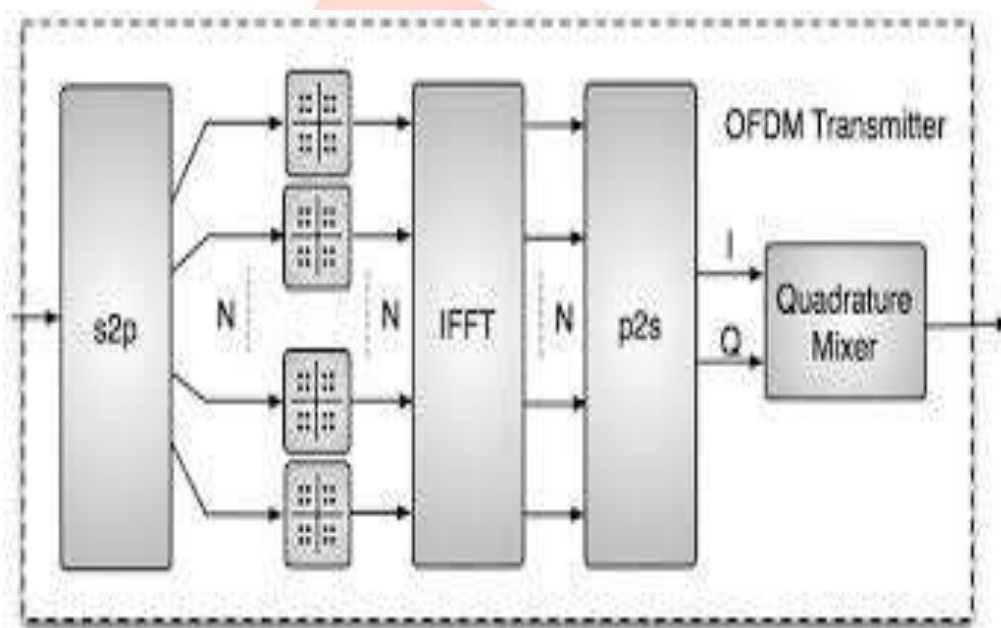 OFDM Transmitter
s2p
N
N
IFFT
N
p2s
I
Q
Quadrature
Mixer